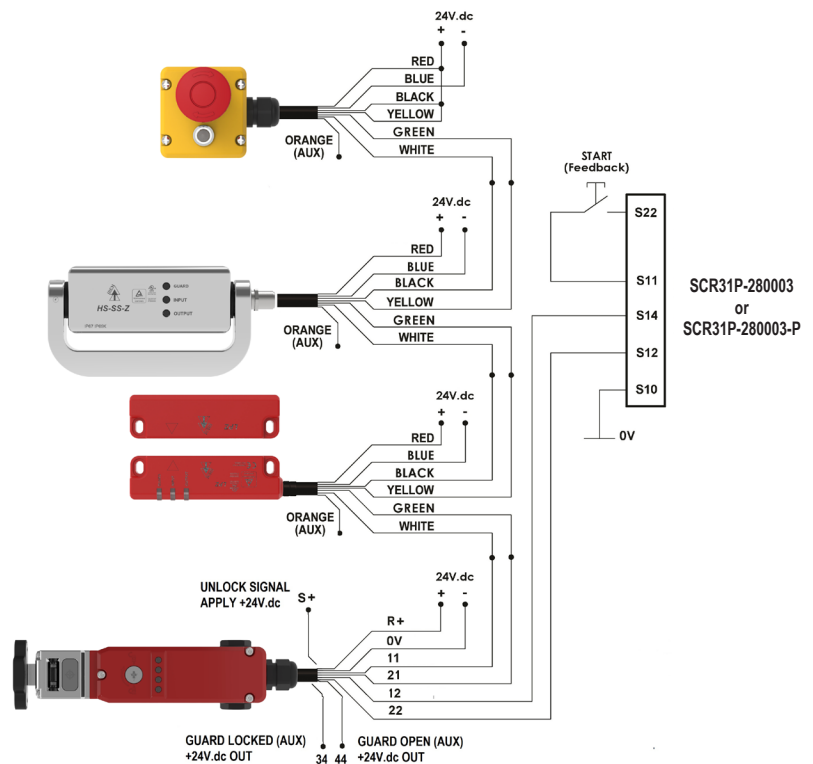 24V.dc
+ -
RED
BLUE
BLACK
YELLOW
GREEN
WHITE
ORANGE
(AUX)
START
(Feedback)
S22
S11
S14
S12
S10
0V
SCR31P-280003
or
SCR31P-280003-P
24V.dc
+ -
RED
BLUE
BLACK
YELLOW
GREEN
WHITE
ORANGE
(AUX)
HS-SS-Z
GUARD
INPUT
OUTPUT
24V.dc
+ -
RED
BLUE
BLACK
YELLOW
GREEN
WHITE
ORANGE
(AUX)
UNLOCK SIGNAL
APPLY +24V.dc
S+
24V.dc
+ -
R+
0V
11
21
12
22
GUARD LOCKED (AUX)
+24V.dc OUT
34 44
GUARD OPEN (AUX)
+24V.dc OUT